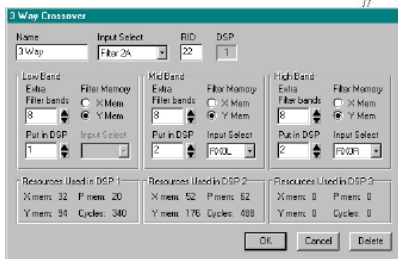 3 Way Crossover
Name Input Select RID DSP
3 Way Filter 2A 22 1
Low Band Mid Band High Band
Extra Filter bands Filter Memory Extra Filter bands Filter Memory Extra Filter bands Filter Memory
X Mem X Mem X Mem
8 Y Mem 8 Y Mem 8 Y Mem
Put in DSP Input Select Put in DSP Input Select Put in DSP Input Select
1 2 RX0L 2 RX0R
Resources Used in DSP 1 Resources Used in DSP 2 Resources Used in DSP 3
X mem: 32 P mem: 20 X mem: 52 P mem: 62 X mem: 0 P mem: 0
Y mem: 94 Cycles: 340 Y mem: 176 Cycles: 488 Y mem: 0 Cycles: 0
OK Cancel Delete